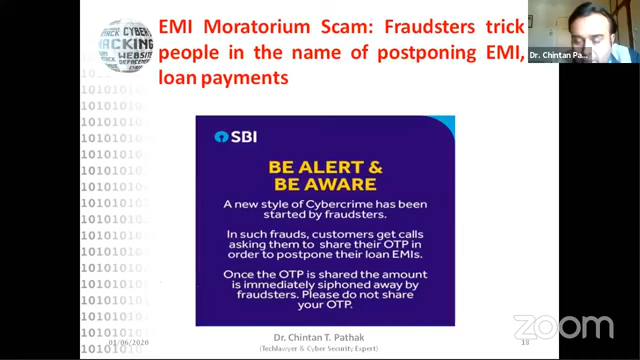 EMI Moratorium Scam: Fraudsters trick
people in the name of postponing EMI,
loan payments
HACKING
WEBSITE
Dr. Chintan Pa...
SBI
BE ALERT &
BE AWARE
A new style of Cybercrime has been
started by fraudsters.
In such frauds, customers get calls
asking them to share their OTP in
order to postpone their loan EMIs.
Once the OTP is shared the amount
is immediately siphoned away by
fraudsters. Please do not share
your OTP.
10101010
01/06/2020
Dr. Chintan T. Pathak
(Techlawyer & Cyber Security Expert)
18
zoom